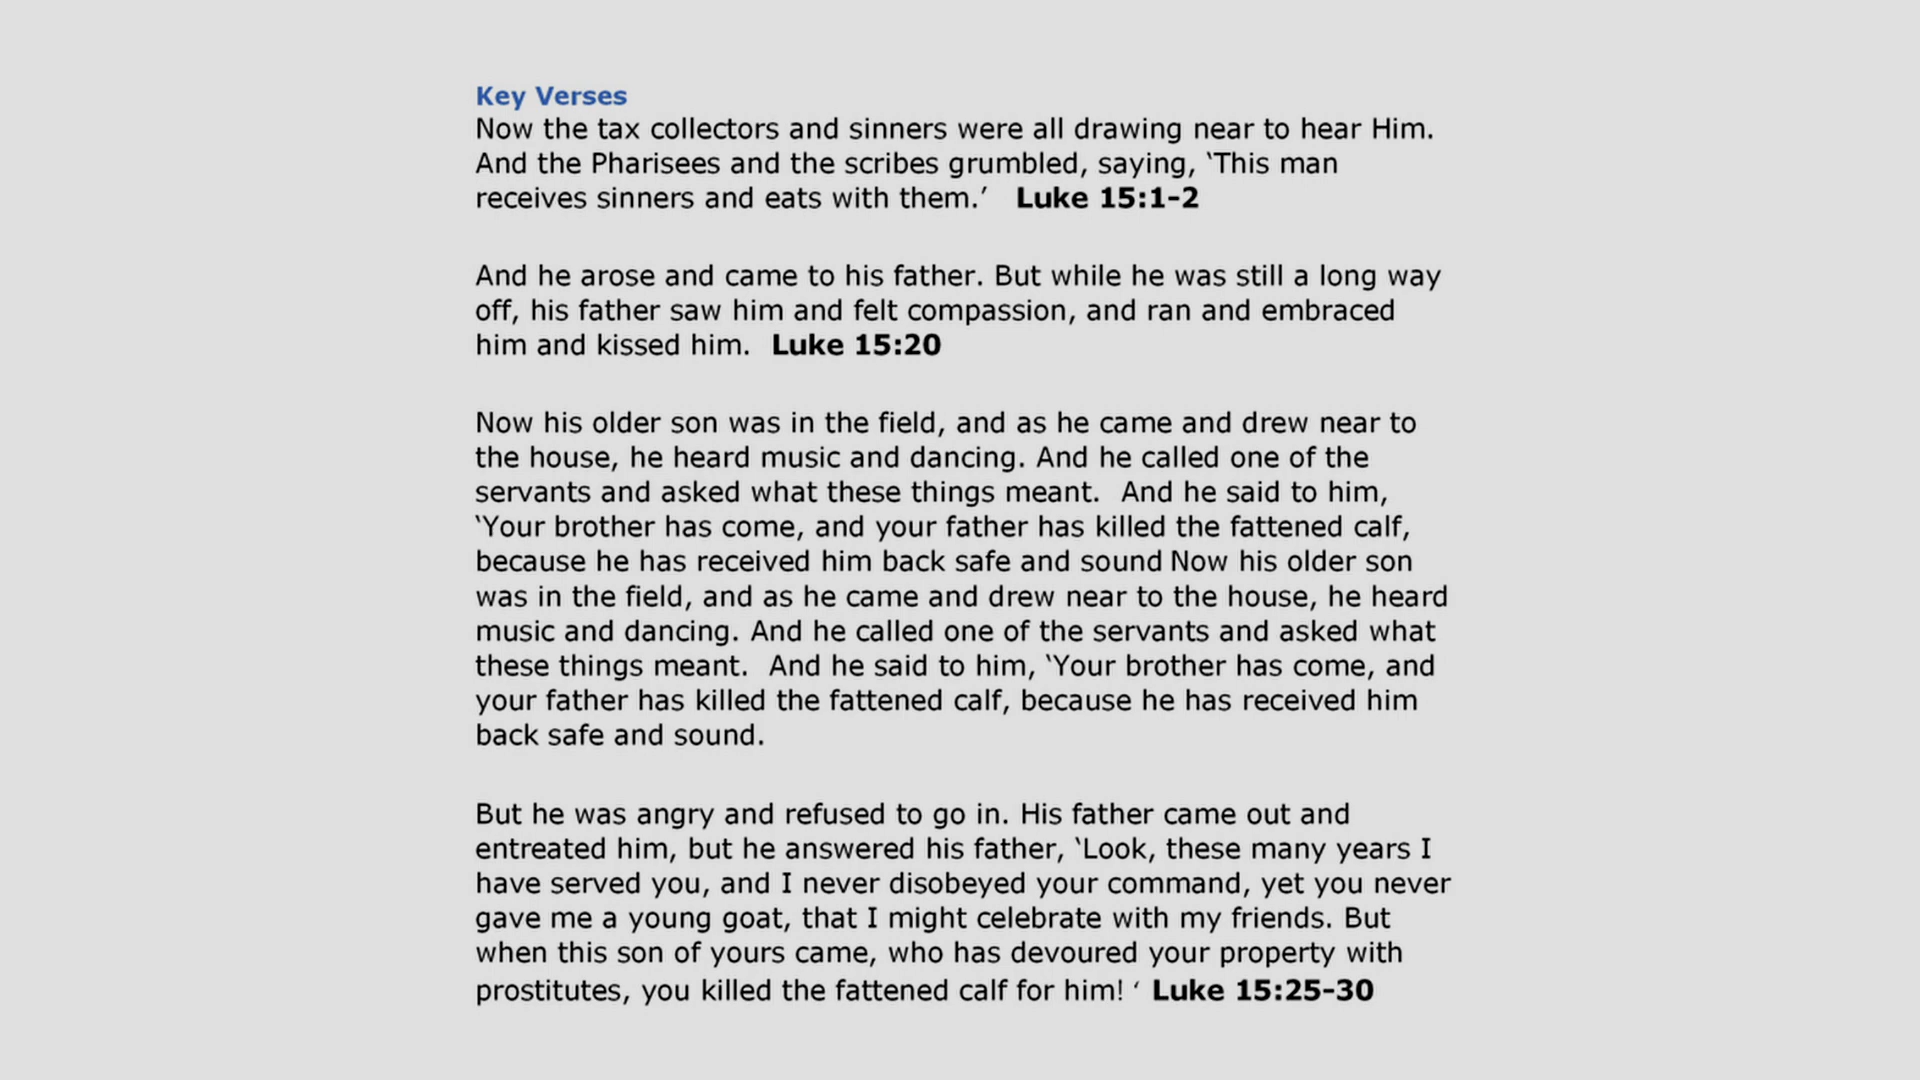 Key Verses
Now the tax collectors and sinners were all drawing near to hear Him.
And the Pharisees and the scribes grumbled, saying, ‘This man
receives sinners and eats with them.’   Luke 15:1-2
And he arose and came to his father. But while he was still a long way
off, his father saw him and felt compassion, and ran and embraced
him and kissed him.  Luke 15:20
Now his older son was in the field, and as he came and drew near to
the house, he heard music and dancing. And he called one of the
servants and asked what these things meant.  And he said to him,
‘Your brother has come, and your father has killed the fattened calf,
because he has received him back safe and sound Now his older son
was in the field, and as he came and drew near to the house, he heard
music and dancing. And he called one of the servants and asked what
these things meant.  And he said to him, ‘Your brother has come, and
your father has killed the fattened calf, because he has received him
back safe and sound.
But he was angry and refused to go in. His father came out and
entreated him, but he answered his father, ‘Look, these many years I
have served you, and I never disobeyed your command, yet you never
gave me a young goat, that I might celebrate with my friends. But
when this son of yours came, who has devoured your property with
prostitutes, you killed the fattened calf for him! ‘ Luke 15:25-30